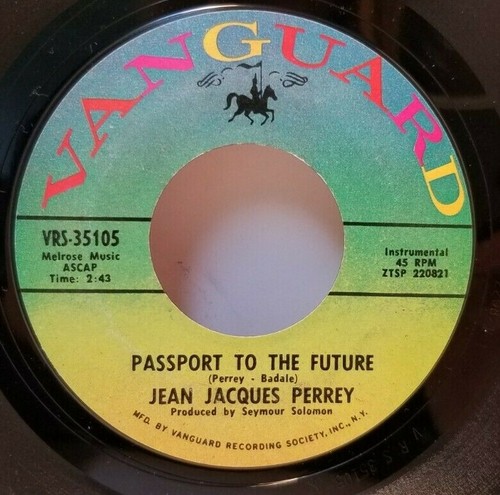 VANGUARD
VRS-35105
Melrose Music
ASCAP
Time: 2:43
Instrumental
45 RPM
ZTSP 220821
PASSPORT TO THE FUTURE
(Perrey - Badale)
JEAN JACQUES PERREY
Produced by Seymour Solomon
MFD. BY VANGUARD RECORDING SOCIETY, INC., N.Y.